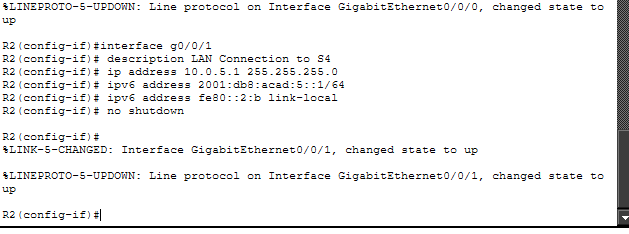 %LINEPROTO-5-UPDOWN: Line protocol on Interface GigabitEthernet0/0/0, changed state to
up
R2(config-if)#interface g0/0/1
R2(config-if)# description LAN Connection to S4
R2(config-if)# ip address 10.0.5.1 255.255.255.0
R2(config-if)# ipv6 address 2001:db8:acad:5::1/64
R2(config-if)# ipv6 address fe80::2:b link-local
R2(config-if)# no shutdown
R2(config-if)#
%LINK-5-CHANGED: Interface GigabitEthernet0/0/1, changed state to up
%LINEPROTO-5-UPDOWN: Line protocol on Interface GigabitEthernet0/0/1, changed state to
up
R2(config-if)#